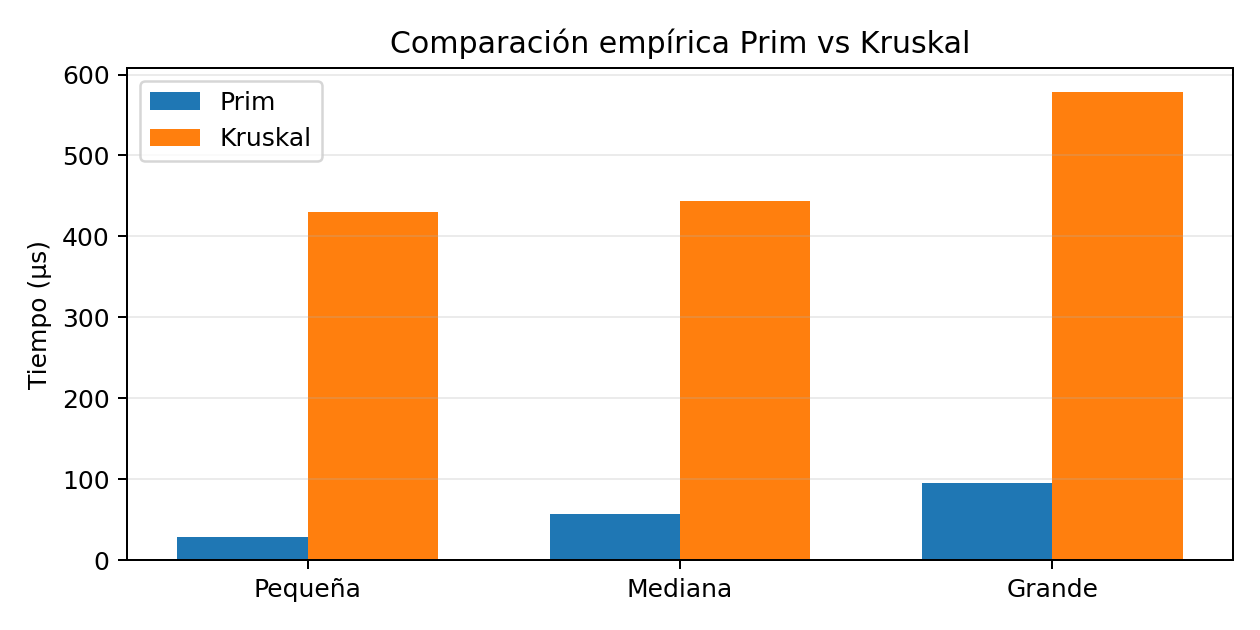 Comparación empírica Prim vs Kruskal
Prim
Kruskal
Tiempo (µs)
600
500
400
300
200
100
0
Pequeña
Mediana
Grande